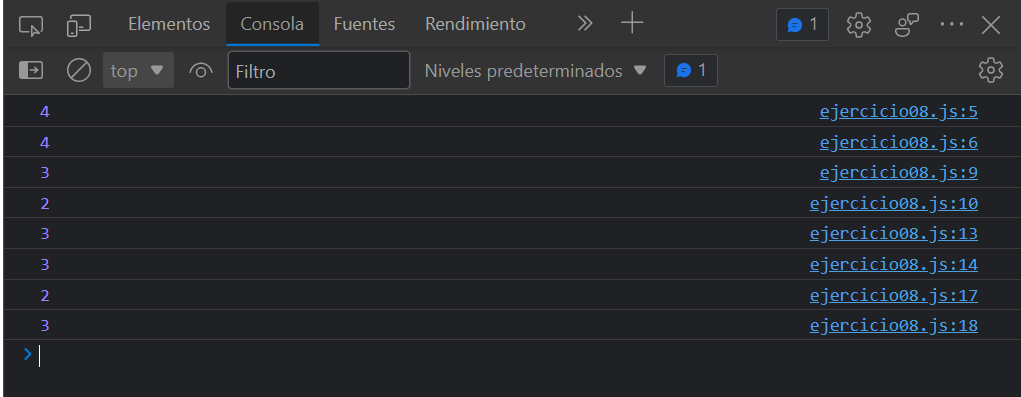 Elementos Consola Fuentes Rendimiento 1
top Filtro Niveles predeterminados 1
4 ejercicio08.js:5
4 ejercicio08.js:6
3 ejercicio08.js:9
2 ejercicio08.js:10
3 ejercicio08.js:13
3 ejercicio08.js:14
2 ejercicio08.js:17
3 ejercicio08.js:18